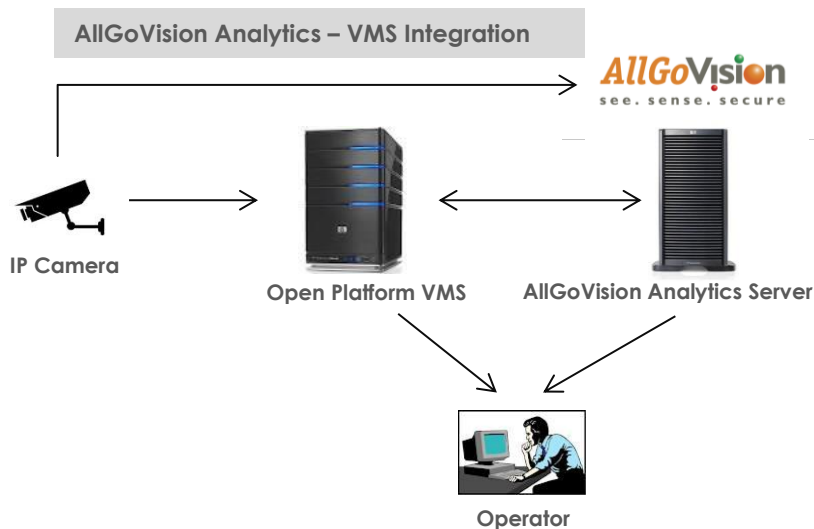 AllGoVision Analytics – VMS Integration
AllGoVision
see. sense. secure
IP Camera
Open Platform VMS
AllGoVision Analytics Server
Operator